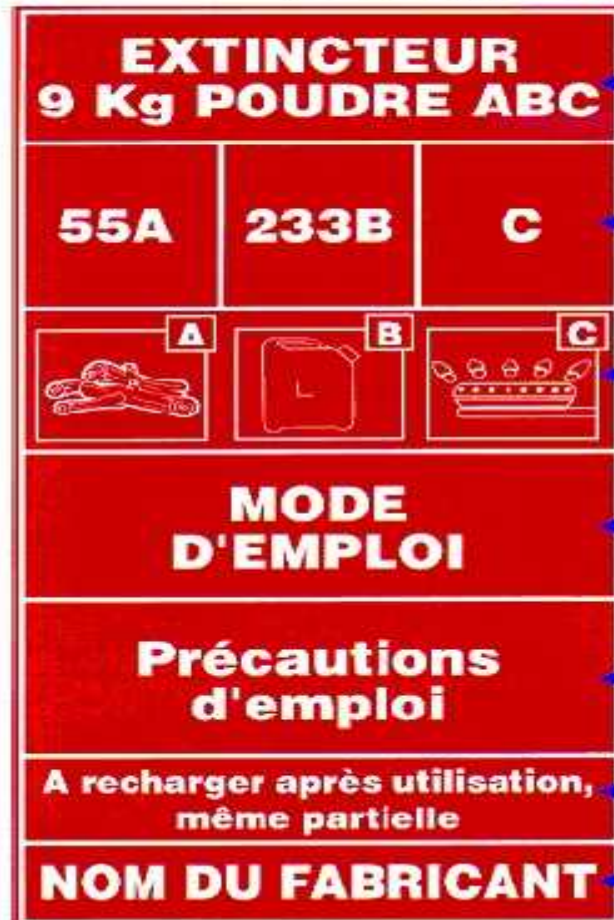 EXTINCTEUR
9 Kg POUDRE ABC
55A 233B C
A B C
MODE
D'EMPLOI
Précautions
d'emploi
A recharger après utilisation,
même partielle
NOM DU FABRICANT